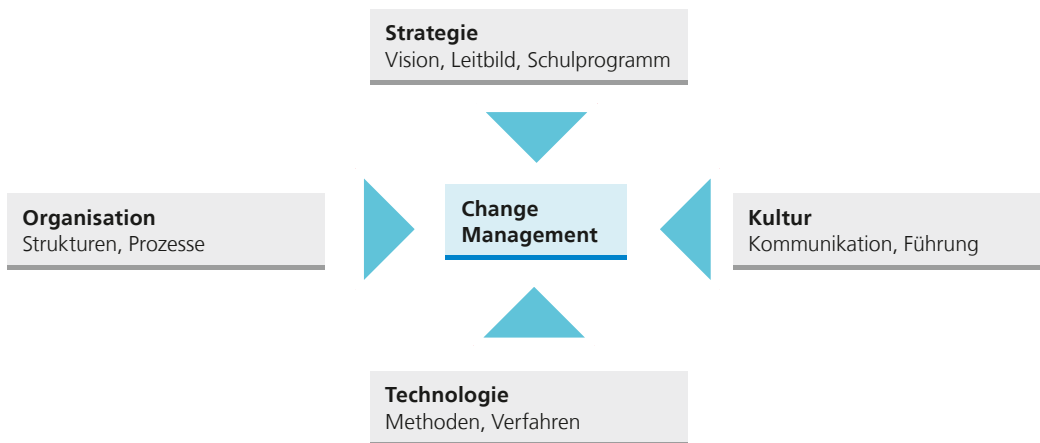 Strategie
Vision, Leitbild, Schulprogramm
Organisation
Strukturen, Prozesse
Change
Management
Kultur
Kommunikation, Führung
Technologie
Methoden, Verfahren